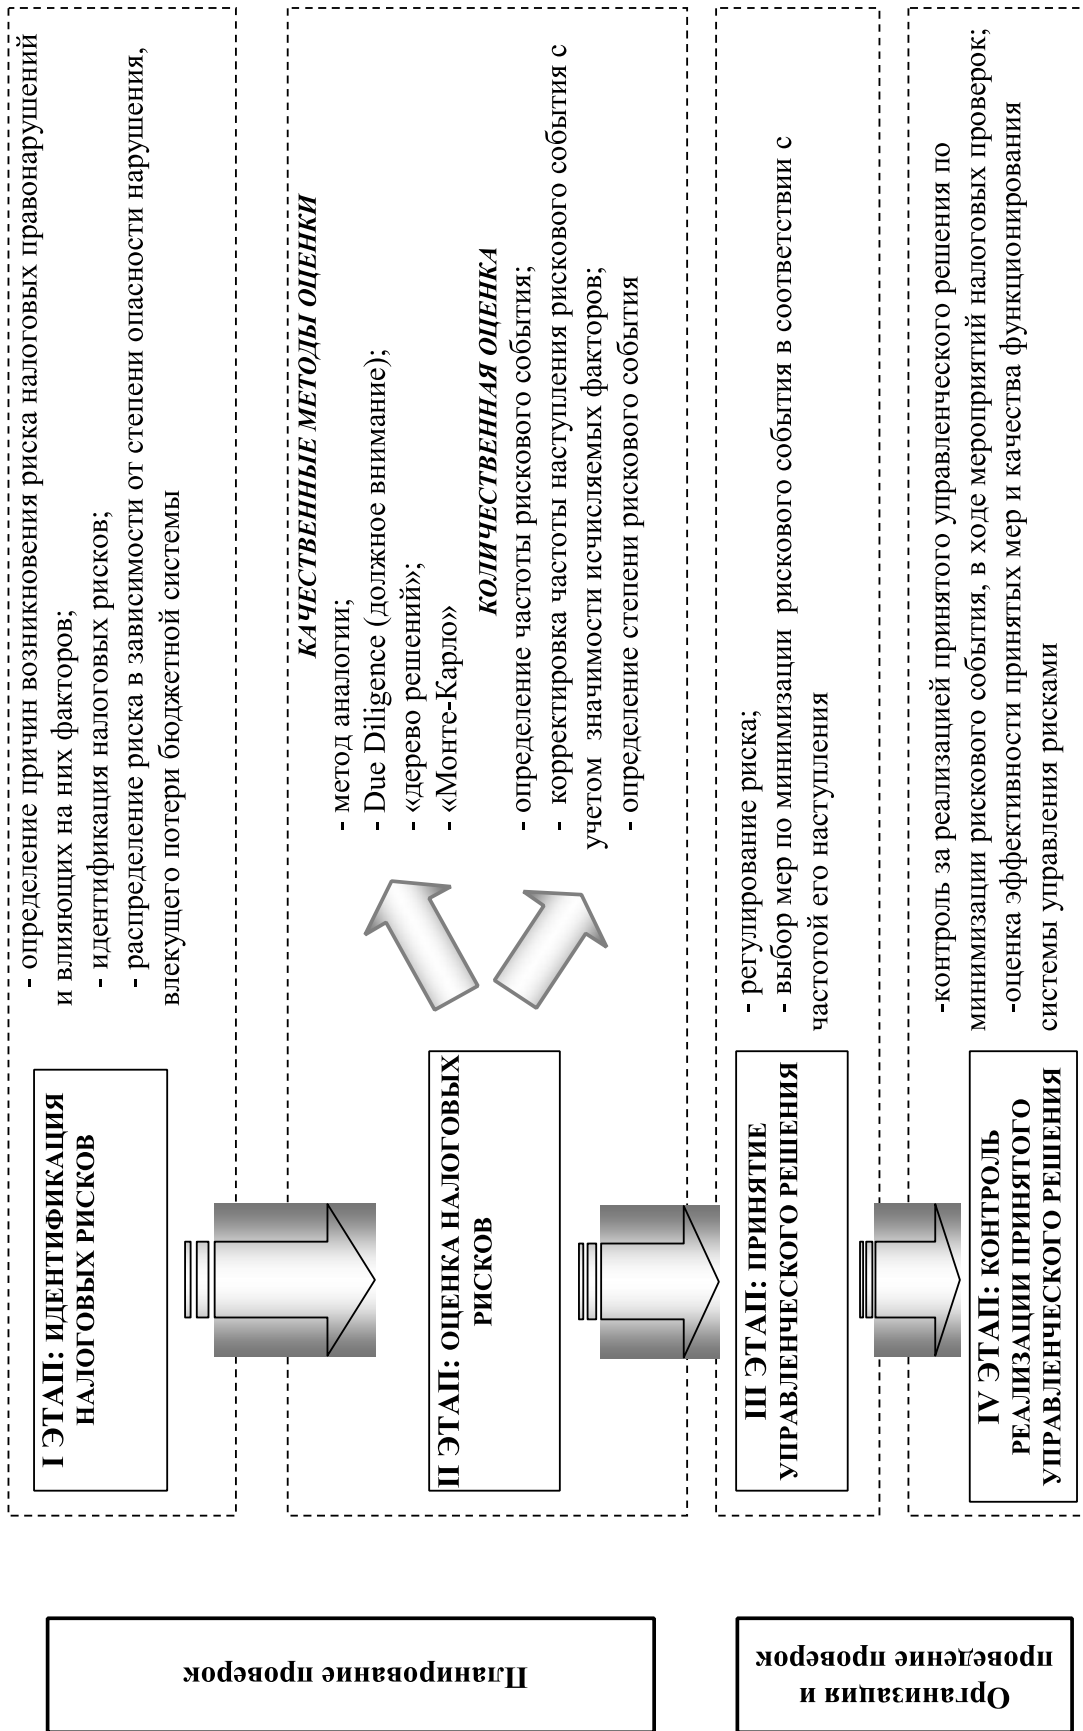 Планирование проверок
I ЭТАП: ИДЕНТИФИКАЦИЯ
НАЛОГОВЫХ РИСКОВ
- определение причин возникновения риска налоговых правонарушений
и влияющих на них факторов;
- идентификация налоговых рисков;
- распределение риска в зависимости от степени опасности нарушения,
влекущего потери бюджетной системы
II ЭТАП: ОЦЕНКА НАЛОГОВЫХ
РИСКОВ
КАЧЕСТВЕННЫЕ МЕТОДЫ ОЦЕНКИ
- метод аналогии;
- Due Diligence (должное внимание);
- «дерево решений»;
- «Монте-Карло»
КОЛИЧЕСТВЕННАЯ ОЦЕНКА
- определение частоты рискового события;
- корректировка частоты наступления рискового события с
учетом значимости исчисляемых факторов;
- определение степени рискового события
Организация и
проведение проверок
III ЭТАП: ПРИНЯТИЕ
УПРАВЛЕНЧЕСКОГО РЕШЕНИЯ
- регулирование риска;
- выбор мер по минимизации рискового события в соответствии с
частотой его наступления
IV ЭТАП: КОНТРОЛЬ
РЕАЛИЗАЦИИ ПРИНЯТОГО
УПРАВЛЕНЧЕСКОГО РЕШЕНИЯ
-контроль за реализацией принятого управленческого решения по
минимизации рискового события, в ходе мероприятий налоговых проверок;
-оценка эффективности принятых мер и качества функционирования
системы управления рисками